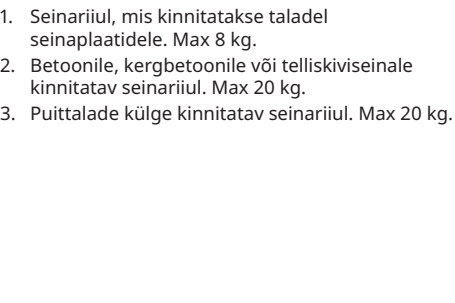 1. Seinariiul, mis kinnitatakse taladel
seinaplaatidele. Max 8 kg.
2. Betoonile, kergbetoonile või telliskiviseinale
kinnitatav seinariiul. Max 20 kg.
3. Puittalade külge kinnitatav seinariiul. Max 20 kg.